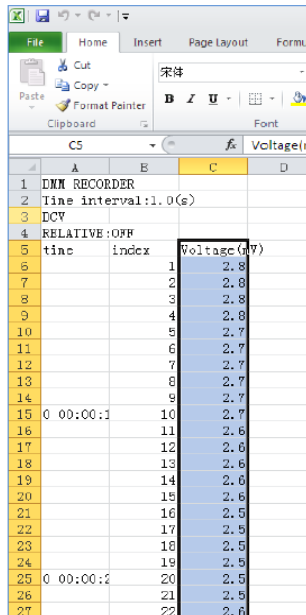 File Home Insert Page Layout Formu
Cut
Copy
Paste
Format Painter
宋体
B I U
Clipboard Font
C5 fx Voltage(
A B C D
1 DMM RECORDER
2 Time interval:1.0(s)
3 DCV
4 RELATIVE:OFF
5 time index Voltage(mV)
6 1 2.8
7 2 2.8
8 3 2.8
9 4 2.8
10 5 2.7
11 6 2.7
12 7 2.7
13 8 2.7
14 9 2.7
15 0 00:00:1 10 2.7
16 11 2.6
17 12 2.6
18 13 2.6
19 14 2.6
20 15 2.6
21 16 2.5
22 17 2.5
23 18 2.5
24 19 2.5
25 0 00:00:2 20 2.5
26 21 2.5
27 22 2.6